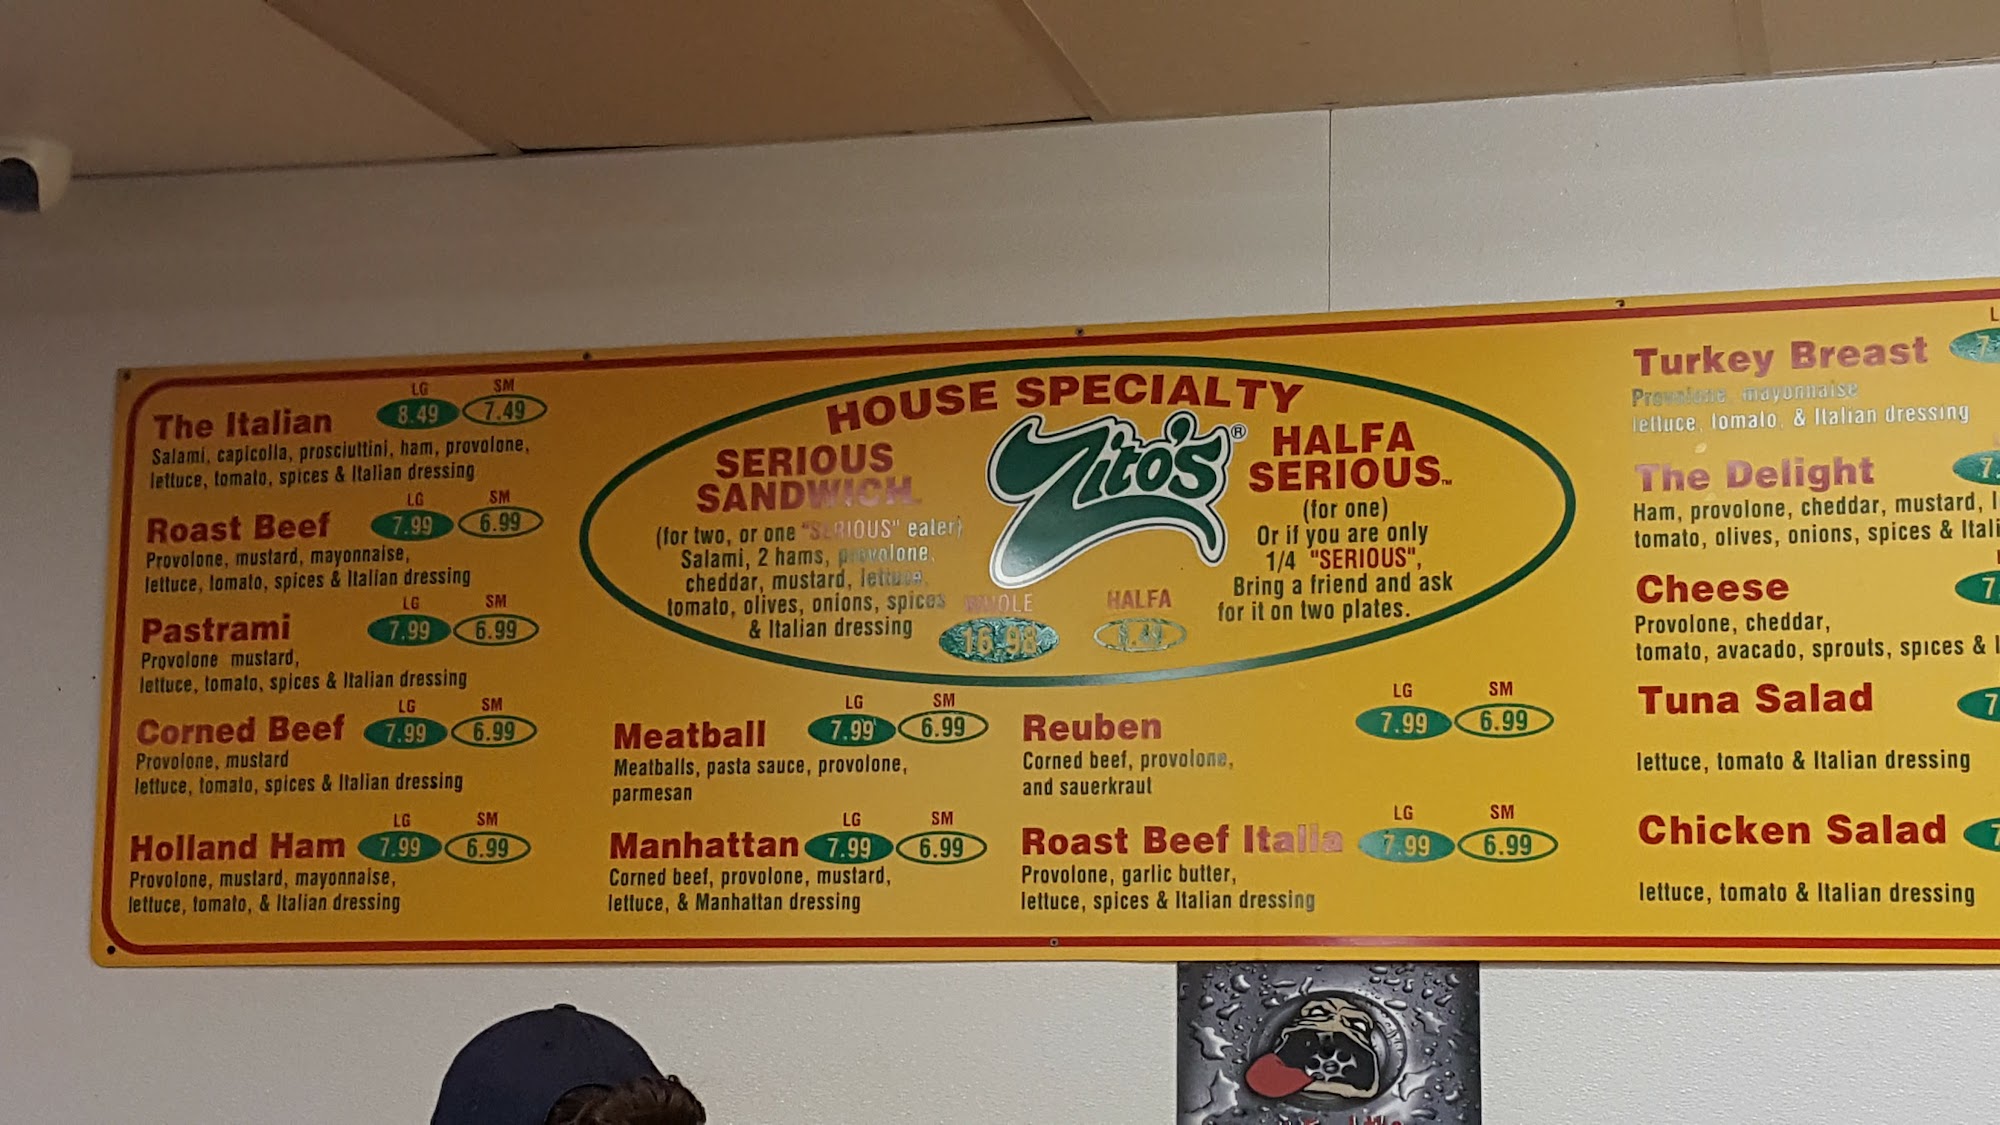 The Italian LG 8.49 SM 7.49
Salami, capicolla, prosciuttini, ham, provolone,
lettuce, tomato, spices & Italian dressing
Roast Beef LG 7.99 SM 6.99
Provolone, mustard, mayonnaise,
lettuce, tomato, spices & Italian dressing
Pastrami LG 7.99 SM 6.99
Provolone mustard,
lettuce, tomato, spices & Italian dressing
Corned Beef LG 7.99 SM 6.99
Provolone, mustard
lettuce, tomato, spices & Italian dressing
Holland Ham LG 7.99 SM 6.99
Provolone, mustard, mayonnaise,
lettuce, tomato, & Italian dressing
HOUSE SPECIALTY
Zito's®
SERIOUS
SANDWICH
(for two, or one "SERIOUS" eater)
Salami, 2 hams, provolone,
cheddar, mustard, lettuce,
tomato, olives, onions, spices
& Italian dressing
WHOLE
16.98
HALFA
HALFA
SERIOUS™
(for one)
Or if you are only
1/4 "SERIOUS",
Bring a friend and ask
for it on two plates.
Meatball LG 7.99 SM 6.99
Meatballs, pasta sauce, provolone,
parmesan
Manhattan LG 7.99 SM 6.99
Corned beef, provolone, mustard,
lettuce, & Manhattan dressing
Reuben LG 7.99 SM 6.99
Corned beef, provolone,
and sauerkraut
Roast Beef Italia LG 7.99 SM 6.99
Provolone, garlic butter,
lettuce, spices & Italian dressing
Turkey Breast
Provolone, mayonnaise
lettuce, tomato, & Italian dressing
The Delight
Ham, provolone, cheddar, mustard,
tomato, olives, onions, spices &
Cheese
Provolone, cheddar,
tomato, avacado, sprouts, spices &
Tuna Salad
lettuce, tomato & Italian dressing
Chicken Salad
lettuce, tomato & Italian dressing